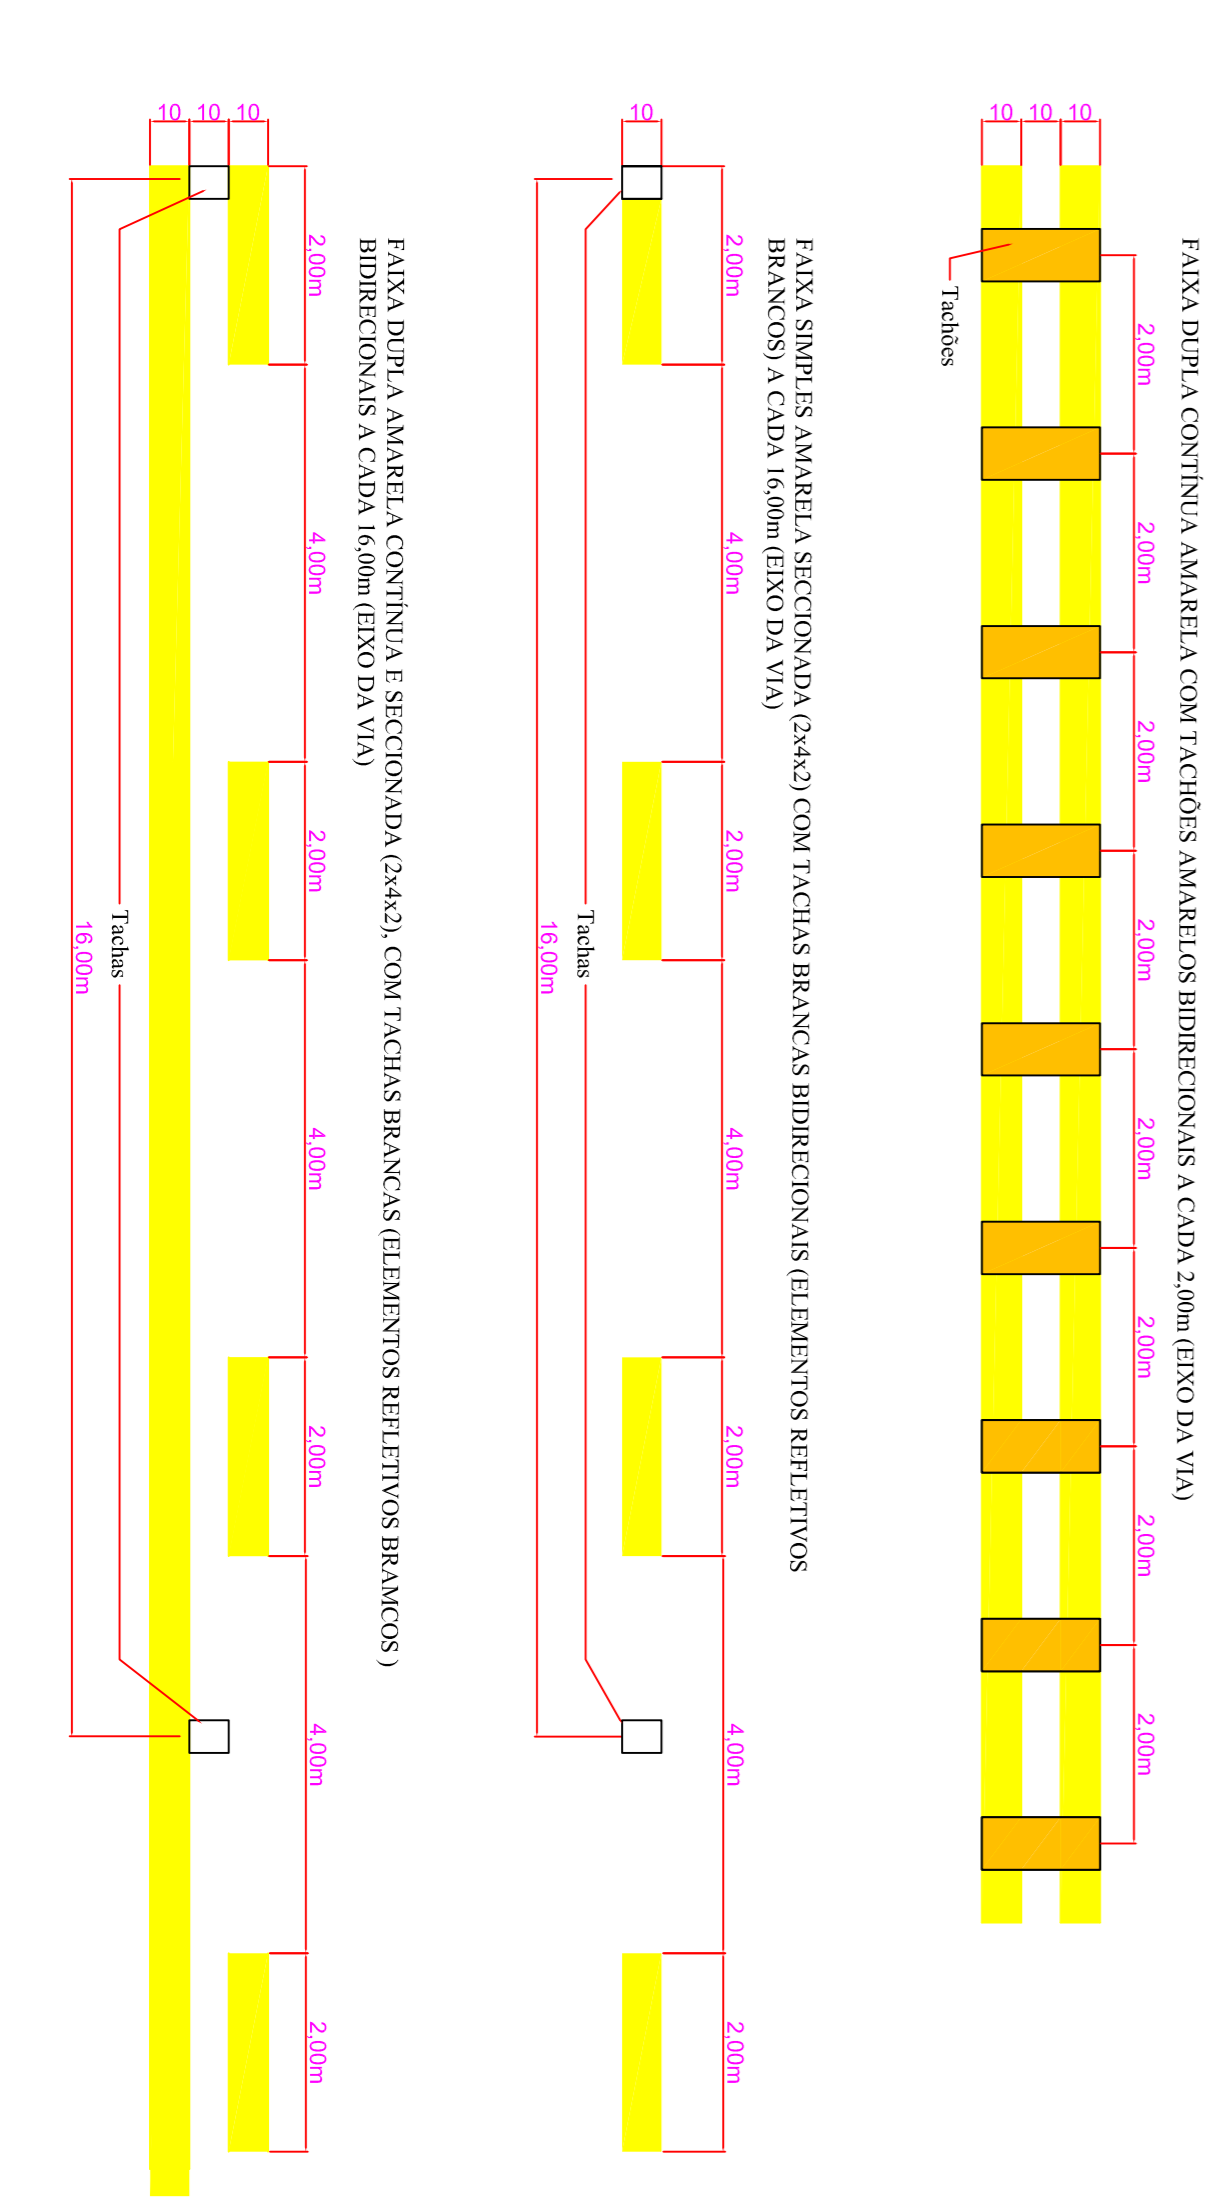 FAIXA DUPLA CONTÍNUA AMARELA COM TACHÕES AMARELOS BIDIRECIONAIS A CADA 2,00m (EIXO DA VIA)
2,00m 2,00m 2,00m 2,00m 2,00m 2,00m 2,00m 2,00m
10
10
10
Tachões
FAIXA SIMPLES AMARELA SECCIONADA (2x4x2) COM TACHAS BRANCAS BIDIRECIONAIS (ELEMENTOS REFLETIVOS
BRANCOS) A CADA 16,00m (EIXO DA VIA)
2,00m 4,00m 2,00m 4,00m 2,00m 4,00m 2,00m
10
Tachas
16,00m
FAIXA DUPLA AMARELA CONTÍNUA E SECCIONADA (2x4x2), COM TACHAS BRANCAS (ELEMENTOS REFLETIVOS BRAMCOS )
BIDIRECIONAIS A CADA 16,00m (EIXO DA VIA)
2,00m 4,00m 2,00m 4,00m 2,00m 4,00m 2,00m
10
10
10
Tachas
16,00m